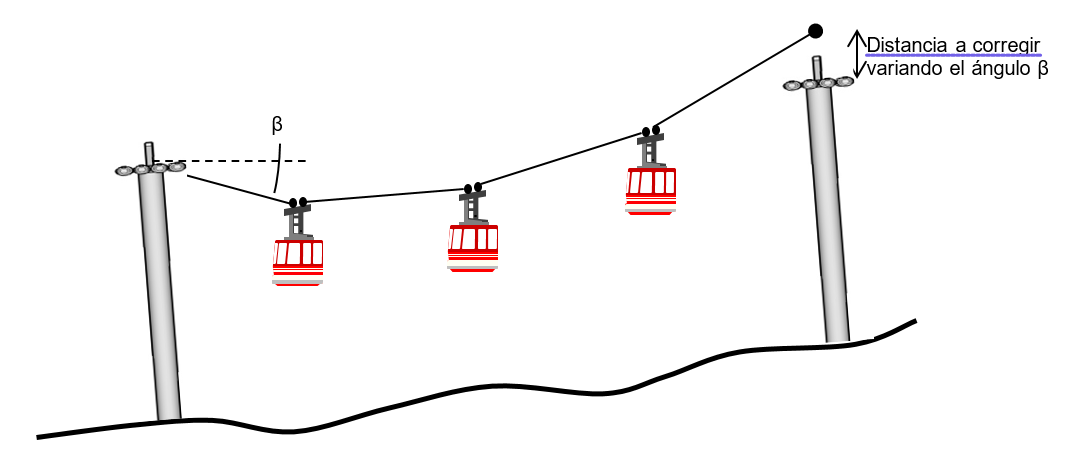 β
Distancia a corregir
variando el ángulo β